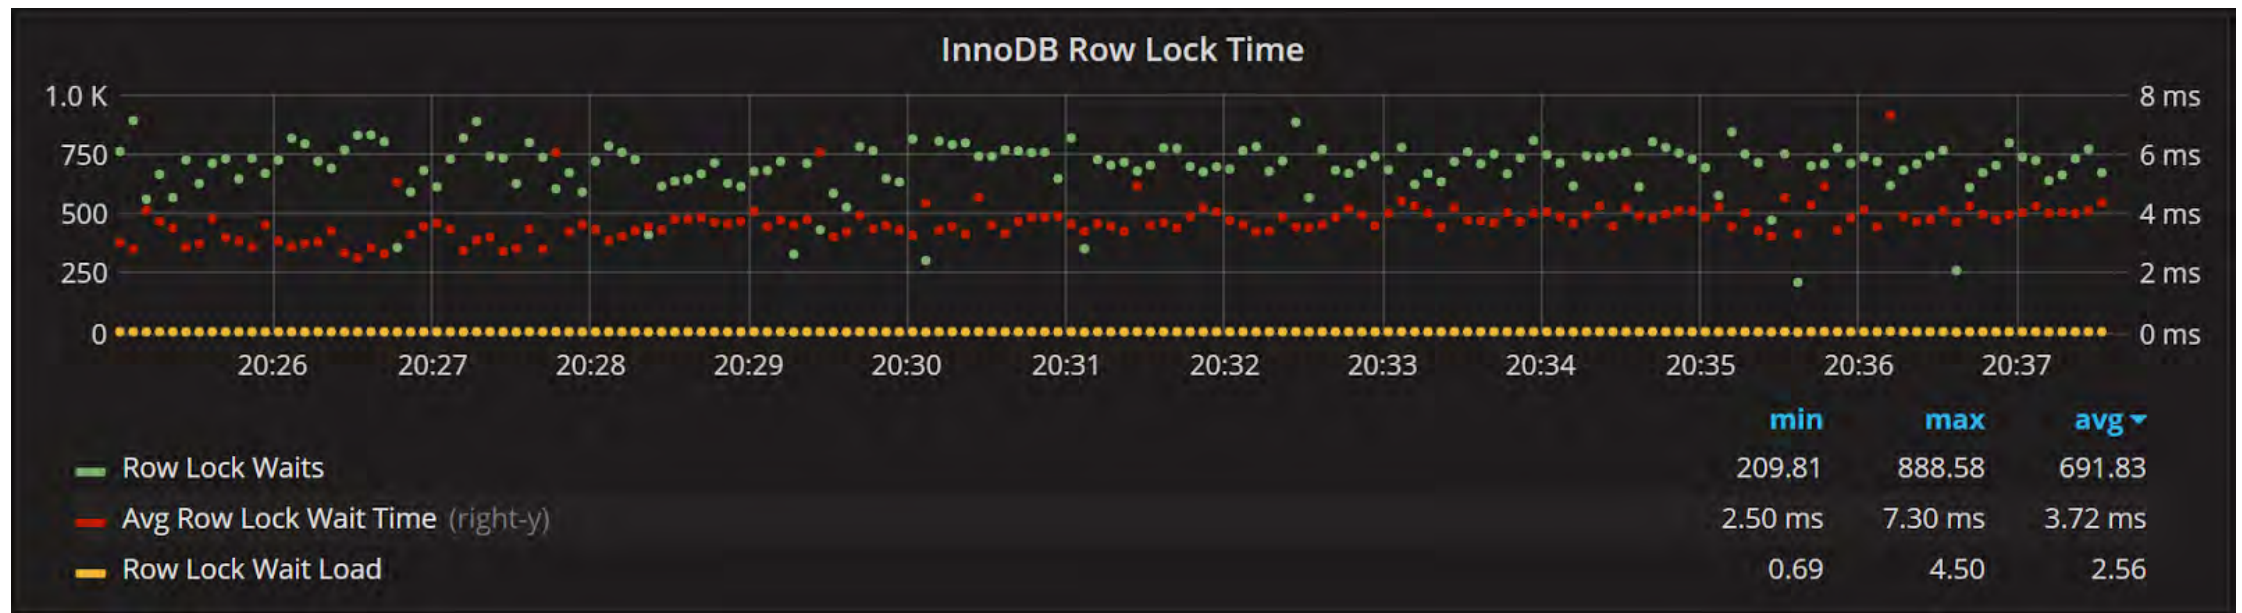 InnoDB Row Lock Time
1.0 K 8 ms
750 6 ms
500 4 ms
250 2 ms
0 0 ms
20:26 20:27 20:28 20:29 20:30 20:31 20:32 20:33 20:34 20:35 20:36 20:37
min max avg
Row Lock Waits 209.81 888.58 691.83
Avg Row Lock Wait Time (right-y) 2.50 ms 7.30 ms 3.72 ms
Row Lock Wait Load 0.69 4.50 2.56